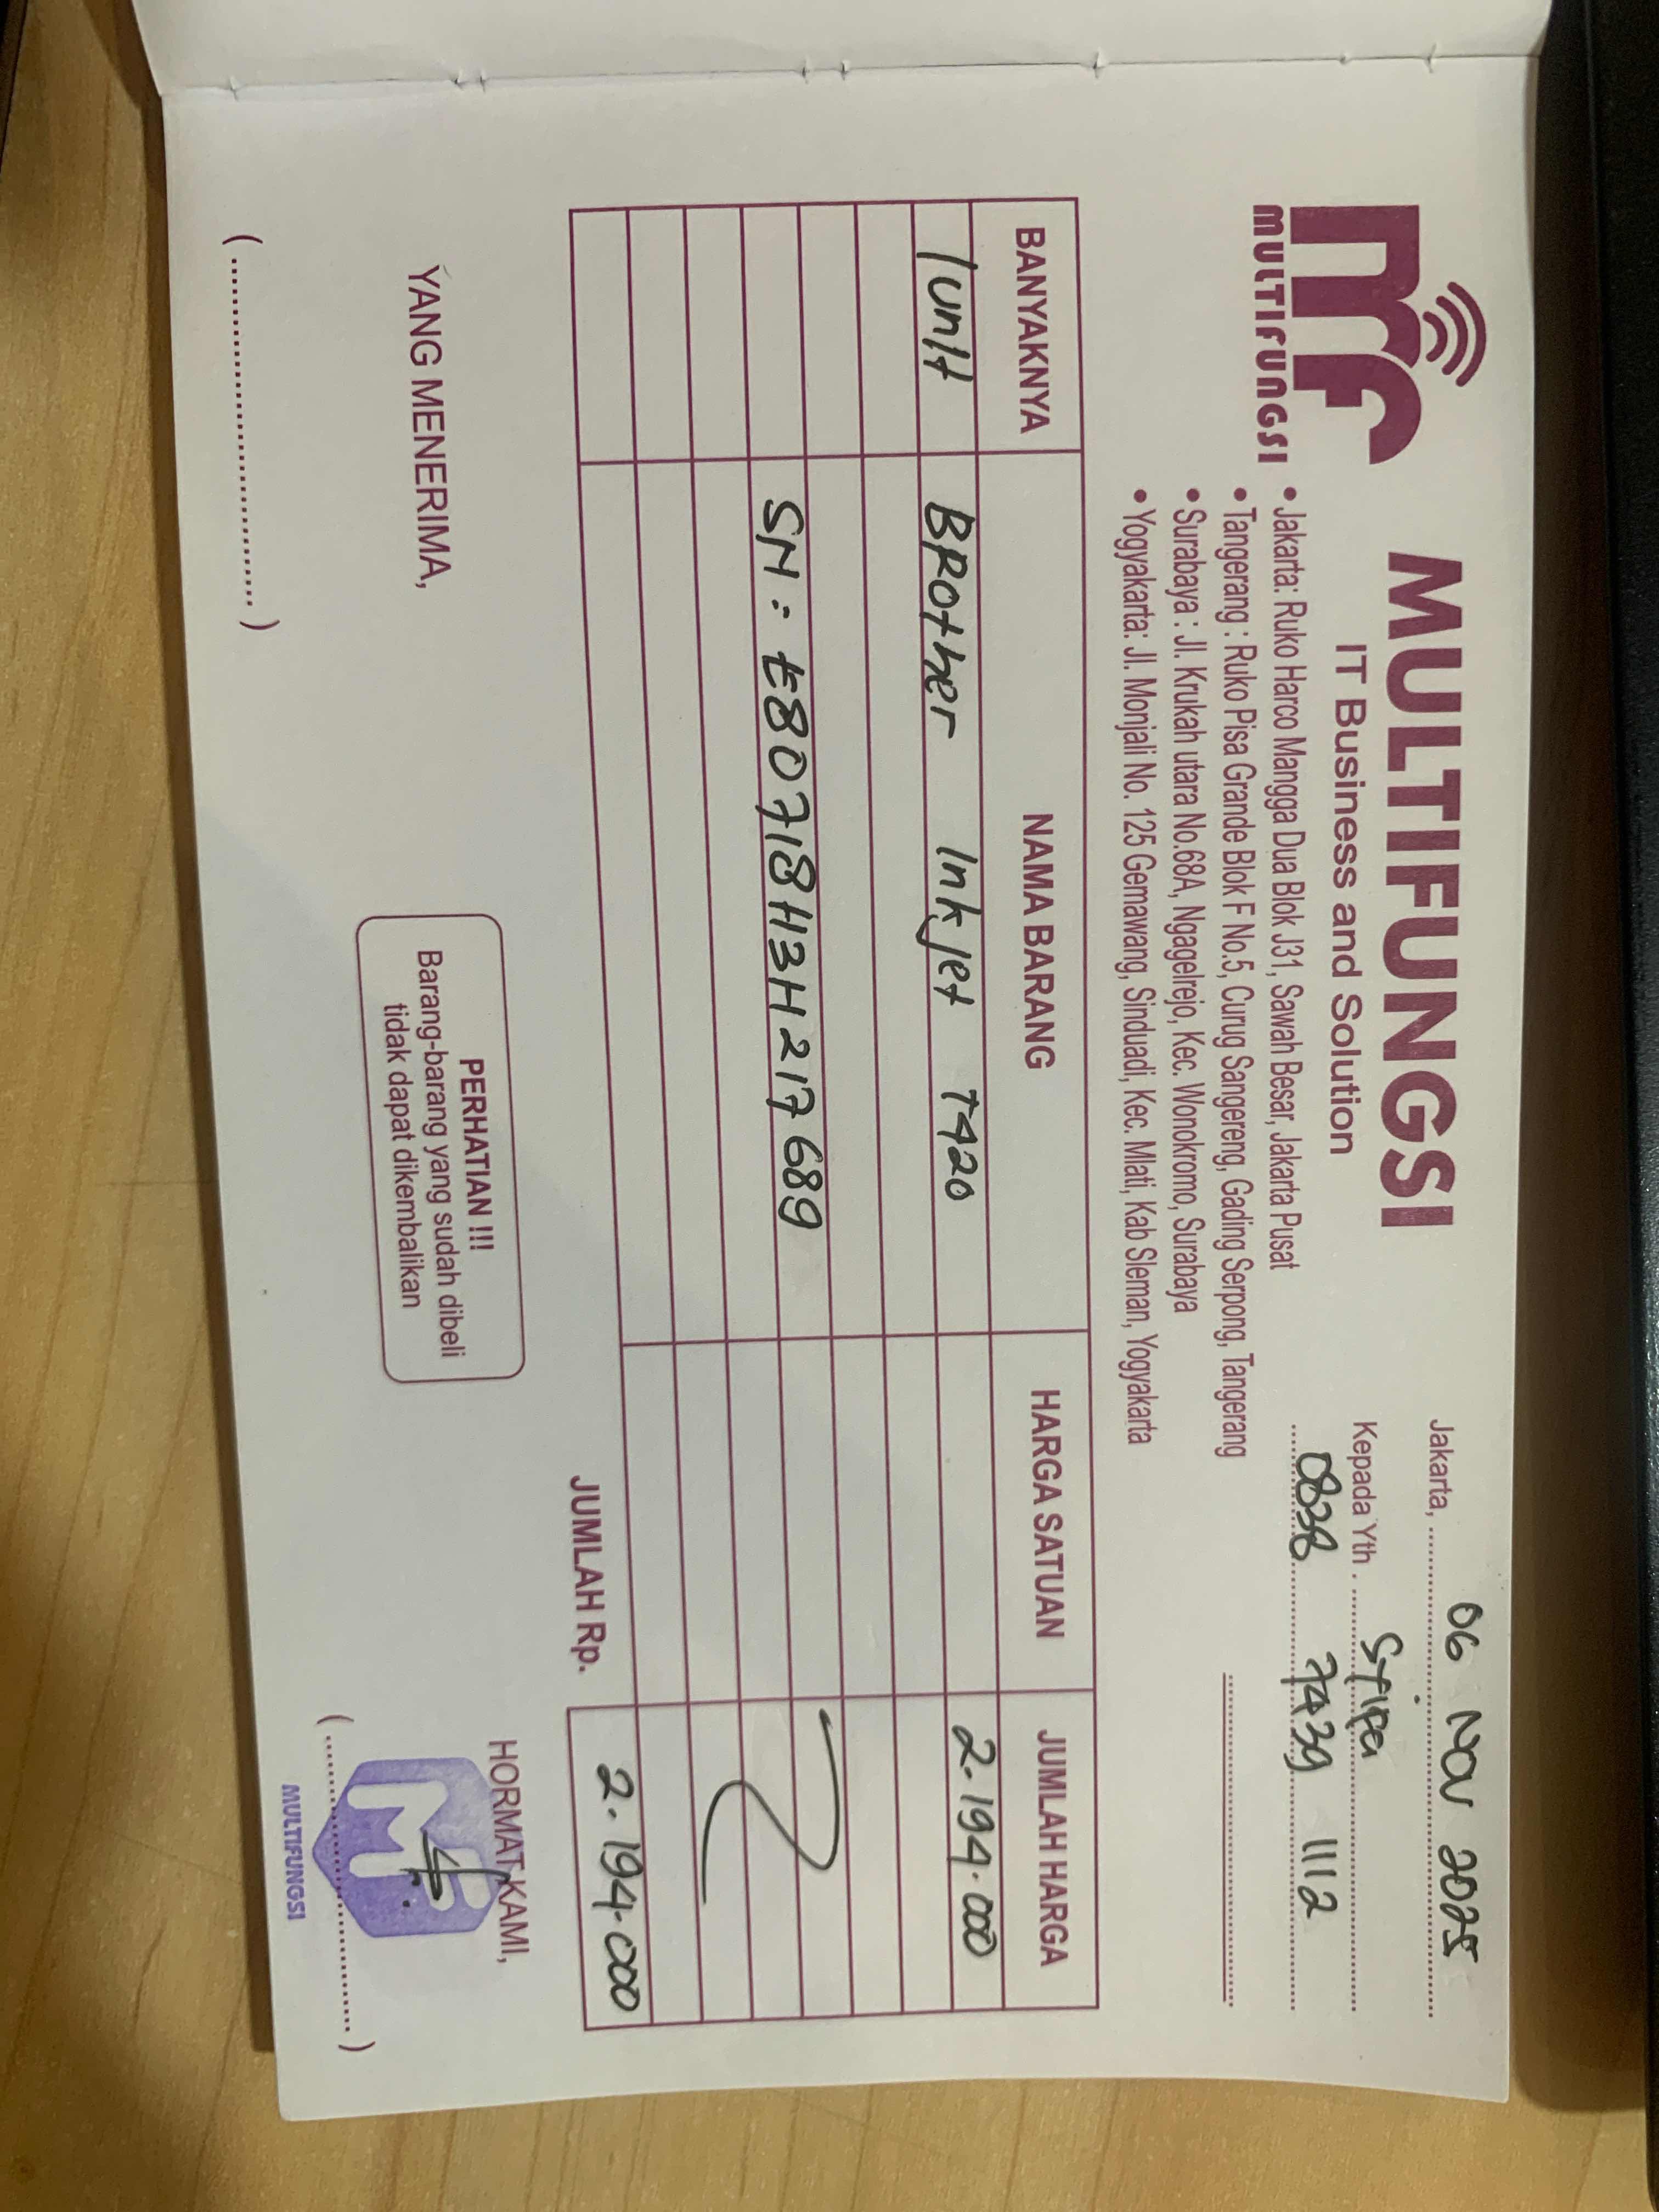 MULTIFUNGSI
MULTIFUNGSI
IT Business and Solution
• Jakarta: Ruko Harco Mangga Dua Blok J31, Sawah Besar, Jakarta Pusat
• Tangerang : Ruko Pisa Grande Blok F No.5, Curug Sangereng, Gading Serpong, Tangerang
• Surabaya : Jl. Krukah utara No.68A, Ngagelrejo, Kec. Wonokromo, Surabaya
• Yogyakarta: Jl. Monjali No. 125 Gemawang, Sinduadi, Kec. Mlati, Kab Sleman, Yogyakarta
Jakarta, 06 Nov 2025
Kepada Yth.
0838 7439 1112
BANYAKNYA NAMA BARANG HARGA SATUAN JUMLAH HARGA
1 unit Brother Inkjet T420 2.194.000
SN : E80718H3H217689
JUMLAH Rp. 2.194.000
YANG MENERIMA,
PERHATIAN !!!
Barang-barang yang sudah dibeli
tidak dapat dikembalikan
HORMAT KAMI,
MULTIFUNGSI